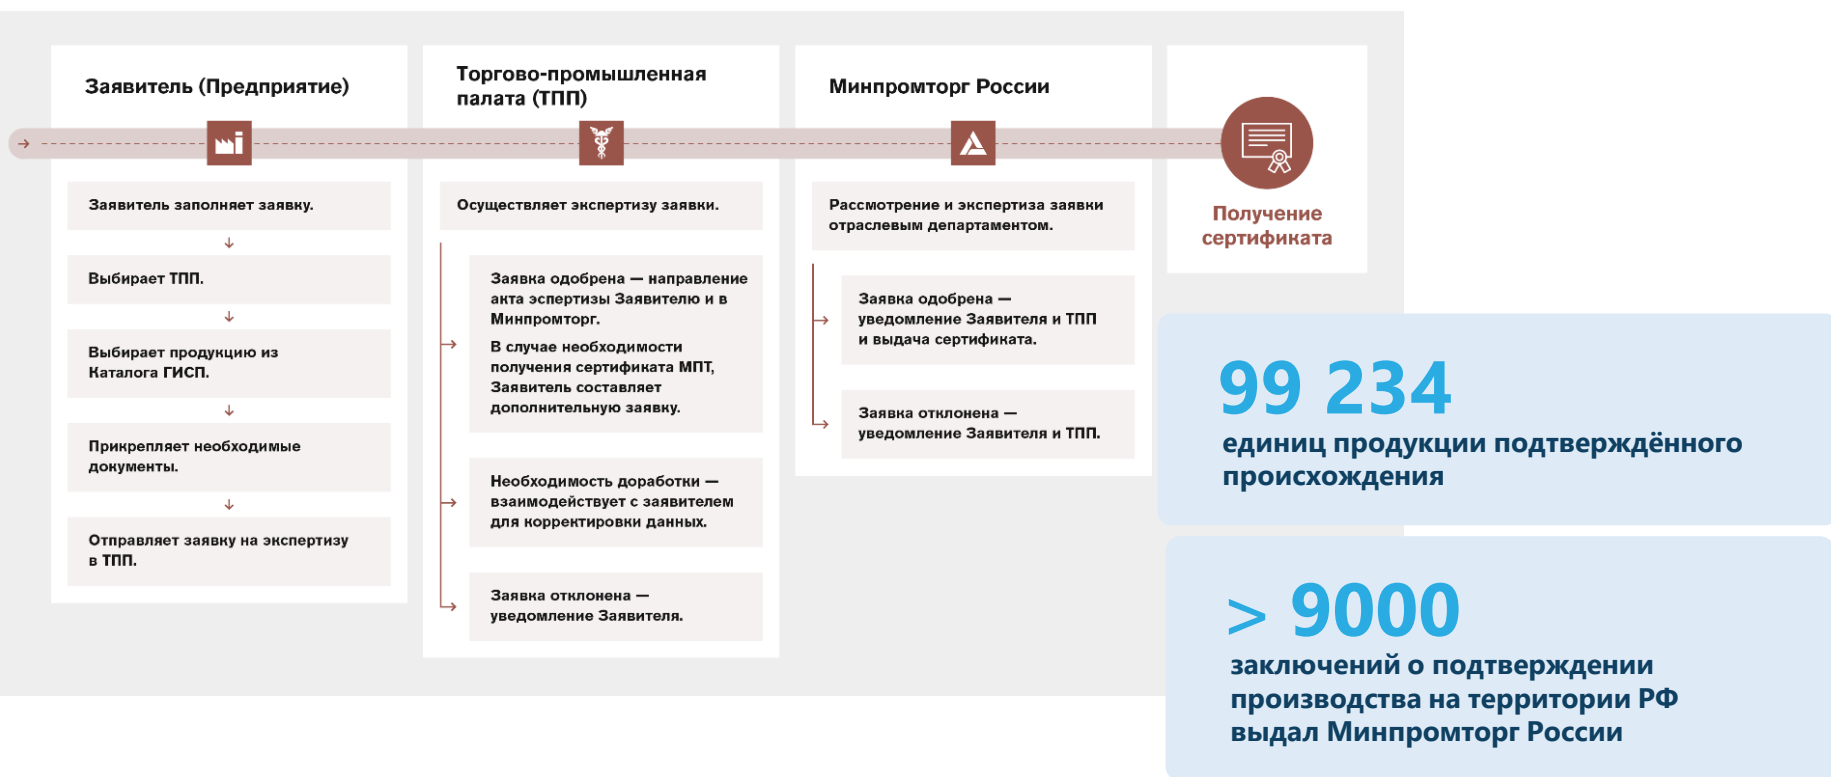 Заявитель (Предприятие)
Заявитель заполняет заявку.
Выбирает ТПП.
Выбирает продукцию из
Каталога ГИСП.
Прикрепляет необходимые
документы.
Отправляет заявку на экспертизу
в ТПП.
Торгово-промышленная
палата (ТПП)
Осуществляет экспертизу заявки.
Заявка одобрена — направление
акта эспертизы Заявителю и в
Минпромторг.
В случае необходимости
получения сертификата МПТ,
Заявитель составляет
дополнительную заявку.
Необходимость доработки —
взаимодействует с заявителем
для корректировки данных.
Заявка отклонена —
уведомление Заявителя.
Минпромторг России
Рассмотрение и экспертиза заявки
отраслевым департаментом.
Заявка одобрена —
уведомление Заявителя и ТПП
и выдача сертификата.
Заявка отклонена —
уведомление Заявителя и ТПП.
Получение
сертификата
99 234
единиц продукции подтверждённого
происхождения
> 9000
заключений о подтверждении
производства на территории РФ
выдал Минпромторг России